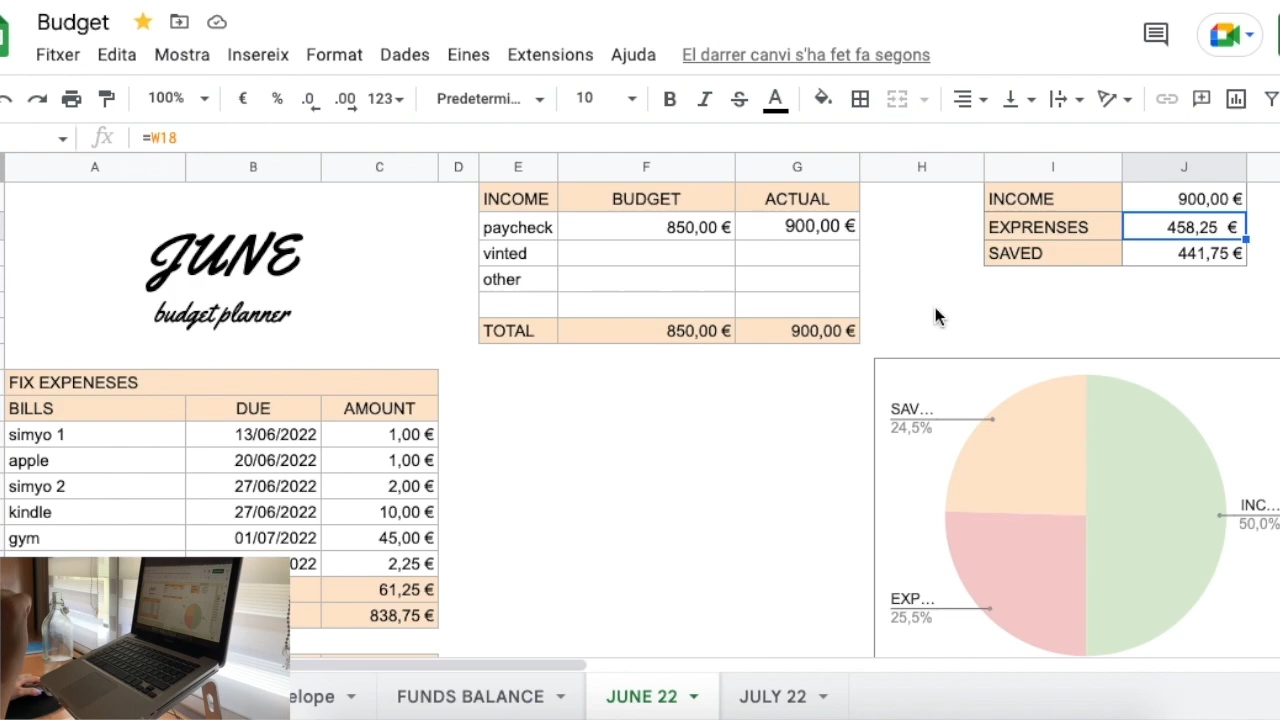 Budget
Fitxer Edita Mostra Insereix Format Dades Eines Extensions Ajuda El darrer canvi s'ha fet fa segons
100% € % .0 .00 123 Predetermi... 10 B I S A
fx =W18
A B C D E F G H I J
INCOME BUDGET ACTUAL INCOME 900,00 €
paycheck 850,00 € 900,00 € EXPRENSES 458,25 €
vinted SAVED 441,75 €
other
TOTAL 850,00 € 900,00 €
JUNE
budget planner
FIX EXPENESES
BILLS DUE AMOUNT
simyo 1 13/06/2022 1,00 €
apple 20/06/2022 1,00 €
simyo 2 27/06/2022 2,00 €
kindle 27/06/2022 10,00 €
gym 01/07/2022 45,00 €
022 2,25 €
61,25 €
838,75 €
SAV...
24,5%
INC...
50,0%
EXP...
25,5%
elope FUNDS BALANCE JUNE 22 JULY 22